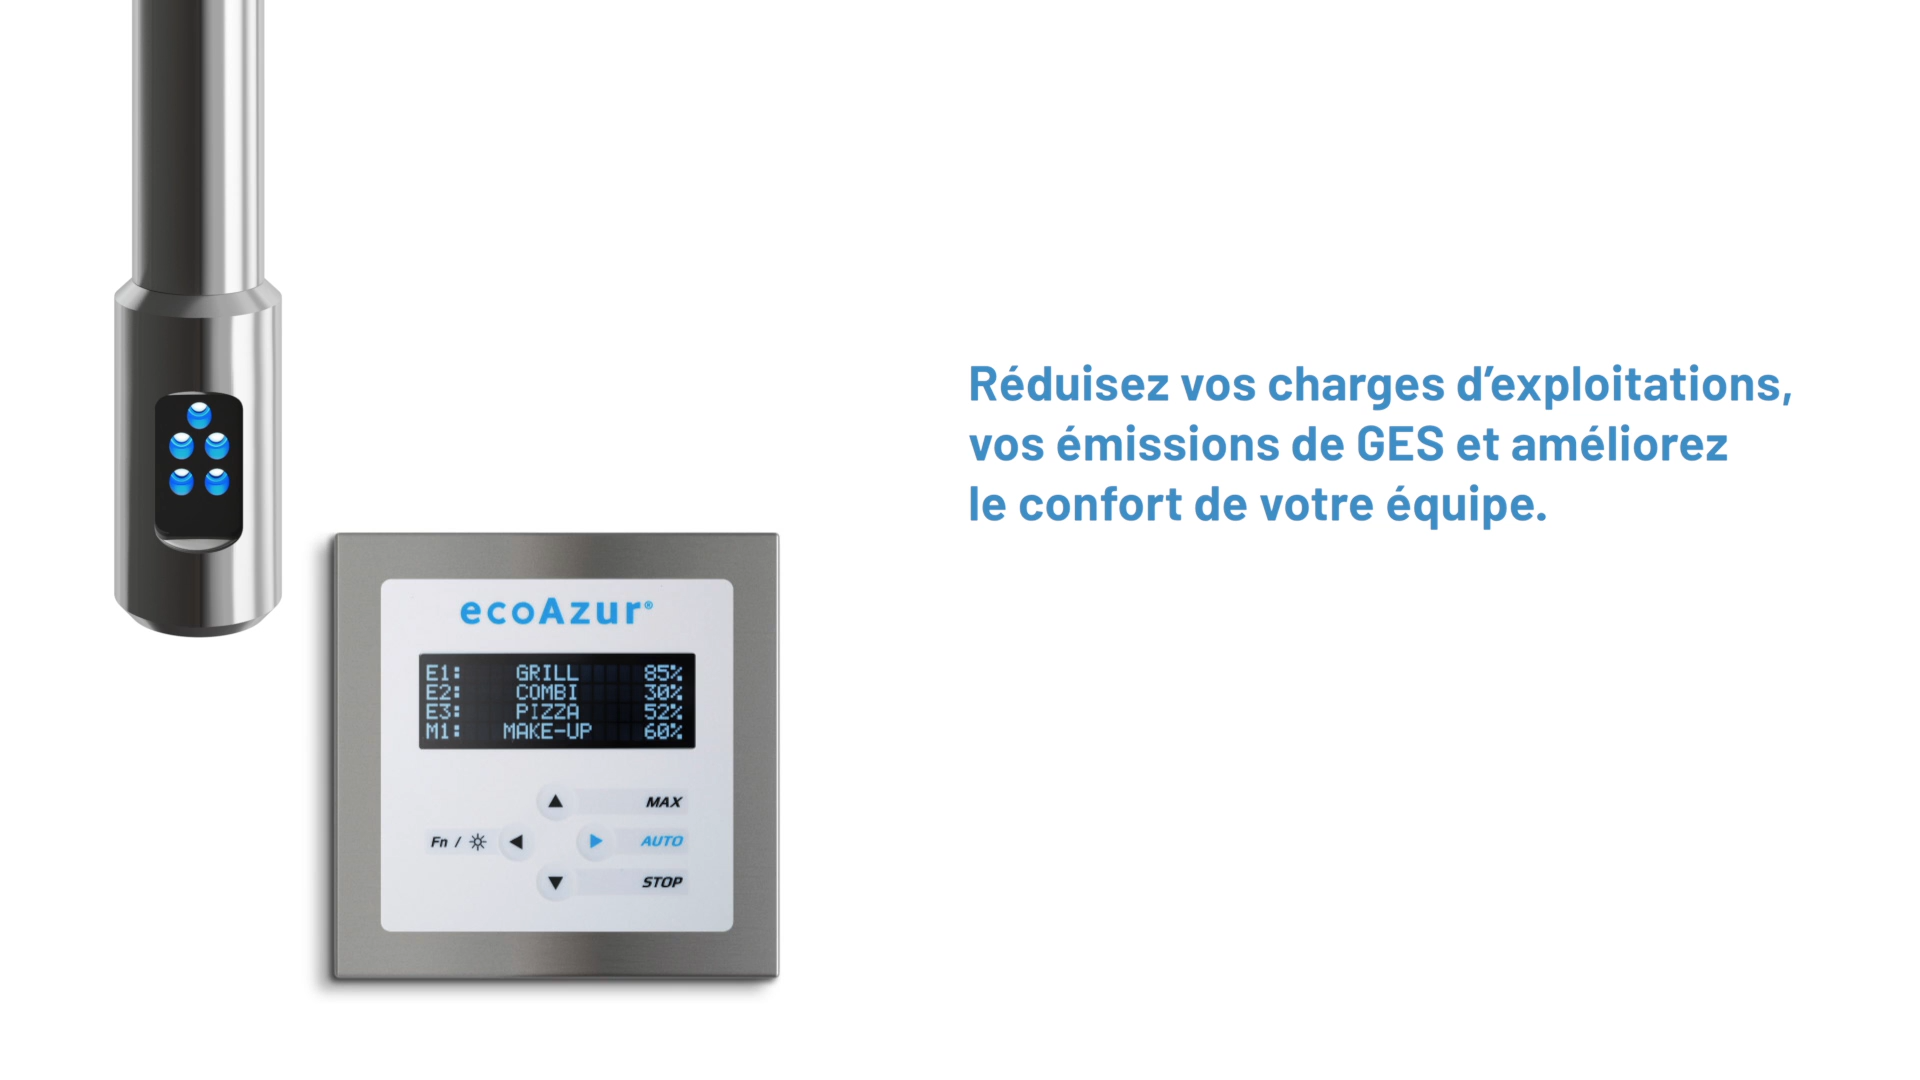 Réduisez vos charges d’exploitations,
vos émissions de GES et améliorez
le confort de votre équipe.
ecoAzur®
E1: GRILL 85%
E2: COMBI 30%
E3: PIZZA 52%
M1: MAKE-UP 60%
MAX
Fn / AUTO
STOP